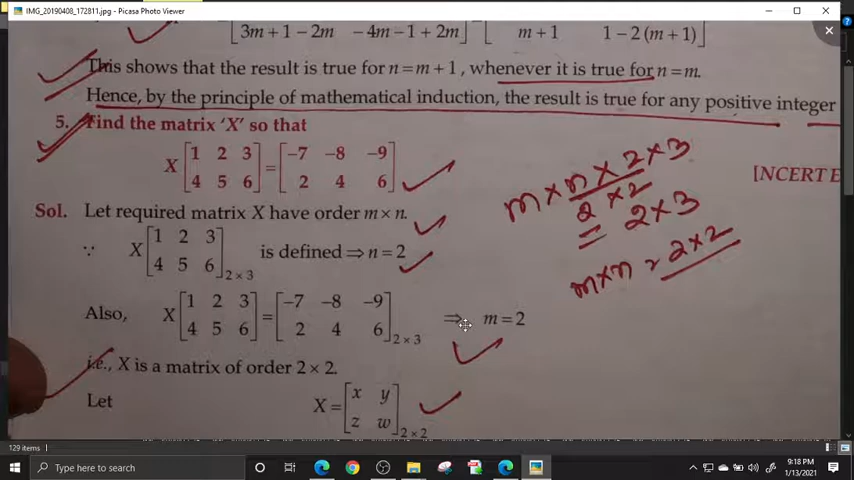 IMG_20190408_172811.jpg - Picasa Photo Viewer
3m+1−2m −4m−1+2m = m+1 1−2(m+1)
This shows that the result is true for n=m+1, whenever it is true for n=m.
Hence, by the principle of mathematical induction, the result is true for any positive integer
5. Find the matrix 'X' so that
X [1 2 3 = [−7 −8 −9
4 5 6] 2 4 6]
[NCERT E
m×n × 2×3
2 ×2
= 2×3
m×n = 2×2
Sol. Let required matrix X have order m×n.
∵ X [1 2 3
4 5 6] 2×3 is defined ⇒ n=2
Also, X [1 2 3 = [−7 −8 −9
4 5 6] 2 4 6] 2×3 ⇒ m=2
i.e., X is a matrix of order 2×2.
Let X = [x y
z w] 2×2
129 items
Type here to search
9:18 PM
1/13/2021